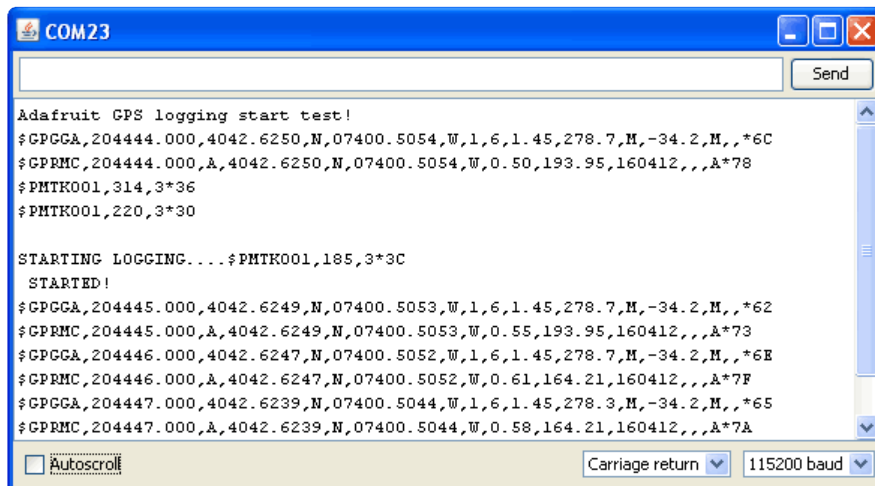 COM23
Send
Adafruit GPS logging start test!
$GPGGA,204444.000,4042.6250,N,07400.5054,W,1,6,1.45,278.7,M,-34.2,M,,*6C
$GPRMC,204444.000,A,4042.6250,N,07400.5054,W,0.50,193.95,160412,,,A*78
$PMTK001,314,3*36
$PMTK001,220,3*30
STARTING LOGGING....$PMTK001,185,3*3C
STARTED!
$GPGGA,204445.000,4042.6249,N,07400.5053,W,1,6,1.45,278.7,M,-34.2,M,,*62
$GPRMC,204445.000,A,4042.6249,N,07400.5053,W,0.55,193.95,160412,,,A*73
$GPGGA,204446.000,4042.6247,N,07400.5052,W,1,6,1.45,278.7,M,-34.2,M,,*6E
$GPRMC,204446.000,A,4042.6247,N,07400.5052,W,0.61,164.21,160412,,,A*7F
$GPGGA,204447.000,4042.6239,N,07400.5044,W,1,6,1.45,278.3,M,-34.2,M,,*65
$GPRMC,204447.000,A,4042.6239,N,07400.5044,W,0.58,164.21,160412,,,A*7A
Autoscroll
Carriage return
115200 baud